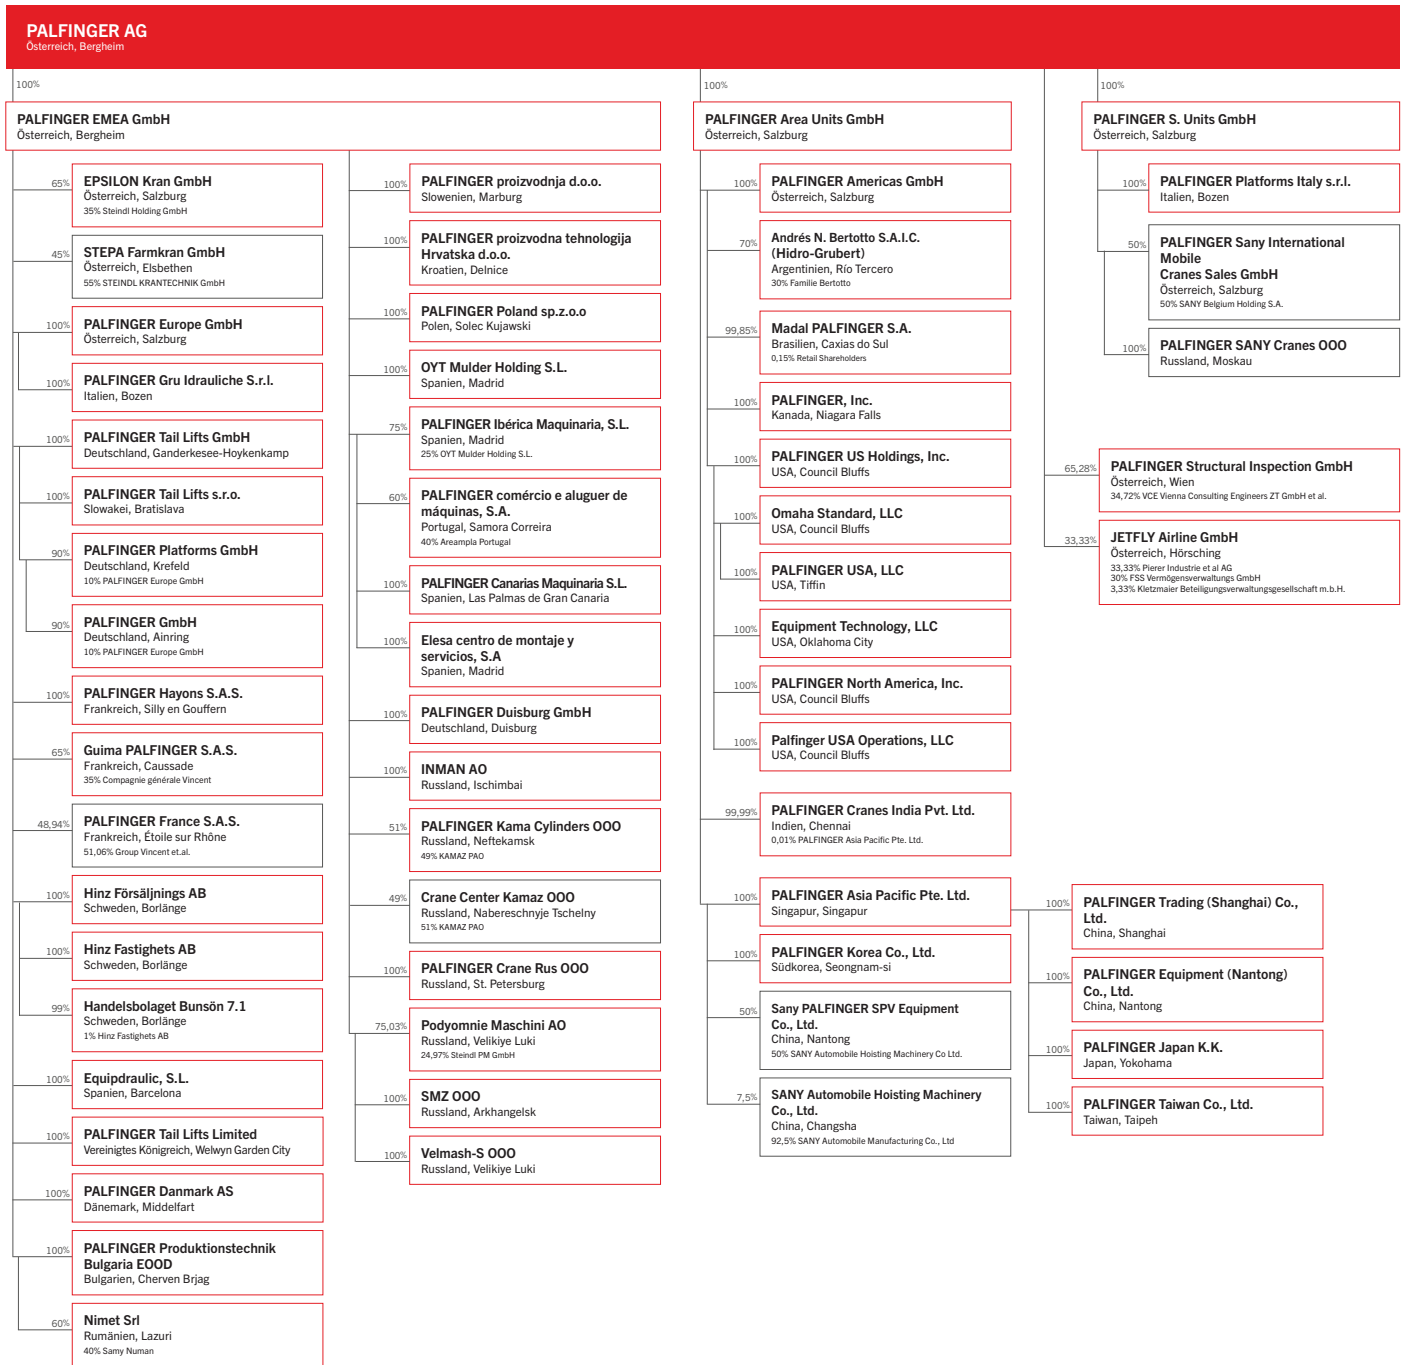 PALFINGER AG
Österreich, Bergheim
100%
PALFINGER EMEA GmbH
Österreich, Bergheim
65%
EPSILON Kran GmbH
Österreich, Salzburg
35% Steindl Holding GmbH
45%
STEPA Farmkran GmbH
Österreich, Elsbethen
55% STEINDL KRANTECHNIK GmbH
100%
PALFINGER Europe GmbH
Österreich, Salzburg
100%
PALFINGER Gru Idrauliche S.r.l.
Italien, Bozen
100%
PALFINGER Tail Lifts GmbH
Deutschland, Ganderkesee-Hoykenkamp
100%
PALFINGER Tail Lifts s.r.o.
Slowakei, Bratislava
90%
PALFINGER Platforms GmbH
Deutschland, Krefeld
10% PALFINGER Europe GmbH
90%
PALFINGER GmbH
Deutschland, Ainring
10% PALFINGER Europe GmbH
100%
PALFINGER Hayons S.A.S.
Frankreich, Silly en Gouffern
65%
Guima PALFINGER S.A.S.
Frankreich, Caussade
35% Compagnie générale Vincent
48,94%
PALFINGER France S.A.S.
Frankreich, Étoile sur Rhône
51,06% Group Vincent et.al.
100%
Hinz Försäljnings AB
Schweden, Borlänge
100%
Hinz Fastighets AB
Schweden, Borlänge
99%
Handelsbolaget Bunsön 7.1
Schweden, Borlänge
1% Hinz Fastighets AB
100%
Equipdraulic, S.L.
Spanien, Barcelona
100%
PALFINGER Tail Lifts Limited
Vereinigtes Königreich, Welwyn Garden City
100%
PALFINGER Danmark AS
Dänemark, Middelfart
100%
PALFINGER Produktionstechnik
Bulgaria EOOD
Bulgarien, Cherven Brjag
60%
Nimet Srl
Rumänien, Lazuri
40% Samy Numan
100%
PALFINGER proizvodnja d.o.o.
Slowenien, Marburg
100%
PALFINGER proizvodna tehnologija
Hrvatska d.o.o.
Kroatien, Delnice
100%
PALFINGER Poland sp.z.o.o
Polen, Solec Kujawski
100%
OYT Mulder Holding S.L.
Spanien, Madrid
75%
PALFINGER Ibérica Maquinaria, S.L.
Spanien, Madrid
25% OYT Mulder Holding S.L.
60%
PALFINGER comércio e aluguer de
máquinas, S.A.
Portugal, Samora Correira
40% Areampla Portugal
100%
PALFINGER Canarias Maquinaria S.L.
Spanien, Las Palmas de Gran Canaria
100%
Elesa centro de montaje y
servicios, S.A
Spanien, Madrid
100%
PALFINGER Duisburg GmbH
Deutschland, Duisburg
100%
INMAN AO
Russland, Ischimbai
51%
PALFINGER Kama Cylinders OOO
Russland, Neftekamsk
49% KAMAZ PAO
49%
Crane Center Kamaz OOO
Russland, Nabereschnyje Tschelny
51% KAMAZ PAO
100%
PALFINGER Crane Rus OOO
Russland, St. Petersburg
75,03%
Podyomnie Maschini AO
Russland, Velikiye Luki
24,97% Steindl PM GmbH
100%
SMZ OOO
Russland, Arkhangelsk
100%
Velmash-S OOO
Russland, Velikiye Luki
100%
PALFINGER Area Units GmbH
Österreich, Salzburg
100%
PALFINGER Americas GmbH
Österreich, Salzburg
70%
Andrés N. Bertotto S.A.I.C.
(Hidro-Grubert)
Argentinien, Río Tercero
30% Familie Bertotto
99,85%
Madal PALFINGER S.A.
Brasilien, Caxias do Sul
0,15% Retail Shareholders
100%
PALFINGER, Inc.
Kanada, Niagara Falls
100%
PALFINGER US Holdings, Inc.
USA, Council Bluffs
100%
Omaha Standard, LLC
USA, Council Bluffs
100%
PALFINGER USA, LLC
USA, Tiffin
100%
Equipment Technology, LLC
USA, Oklahoma City
100%
PALFINGER North America, Inc.
USA, Council Bluffs
100%
Palfinger USA Operations, LLC
USA, Council Bluffs
99,99%
PALFINGER Cranes India Pvt. Ltd.
Indien, Chennai
0,01% PALFINGER Asia Pacific Pte. Ltd.
100%
PALFINGER Asia Pacific Pte. Ltd.
Singapur, Singapur
100%
PALFINGER Korea Co., Ltd.
Südkorea, Seongnam-si
50%
Sany PALFINGER SPV Equipment
Co., Ltd.
China, Nantong
50% SANY Automobile Hoisting Machinery Co Ltd.
7,5%
SANY Automobile Hoisting Machinery
Co., Ltd.
China, Changsha
92,5% SANY Automobile Manufacturing Co., Ltd
100%
PALFINGER Trading (Shanghai) Co.,
Ltd.
China, Shanghai
100%
PALFINGER Equipment (Nantong)
Co., Ltd.
China, Nantong
100%
PALFINGER Japan K.K.
Japan, Yokohama
100%
PALFINGER Taiwan Co., Ltd.
Taiwan, Taipeh
100%
PALFINGER S. Units GmbH
Österreich, Salzburg
100%
PALFINGER Platforms Italy s.r.l.
Italien, Bozen
50%
PALFINGER Sany International
Mobile
Cranes Sales GmbH
Österreich, Salzburg
50% SANY Belgium Holding S.A.
100%
PALFINGER SANY Cranes OOO
Russland, Moskau
65,28%
PALFINGER Structural Inspection GmbH
Österreich, Wien
34,72% VCE Vienna Consulting Engineers ZT GmbH et al.
33,33%
JETFLY Airline GmbH
Österreich, Hörsching
33,33% Pierer Industrie et al AG
30% FSS Vermögensverwaltungs GmbH
3,33% Kletzmaier Beteiligungsverwaltungsgesellschaft m.b.H.